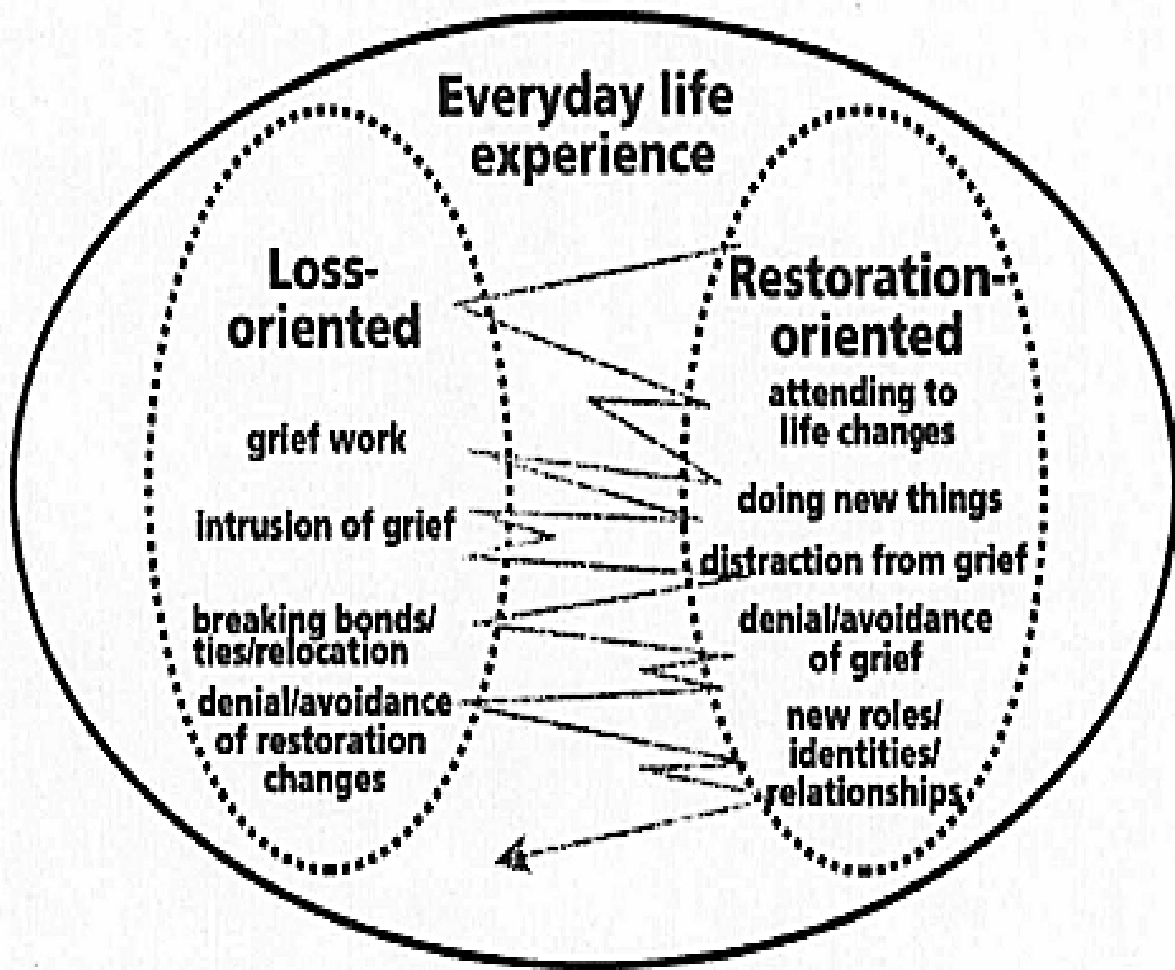 Everyday life
experience
Loss-
oriented
grief work
intrusion of grief
breaking bonds/
ties/relocation
denial/avoidance
of restoration
changes
Restoration-
oriented
attending to
life changes
doing new things
distraction from grief
denial/avoidance
of grief
new roles/
identities/
relationships